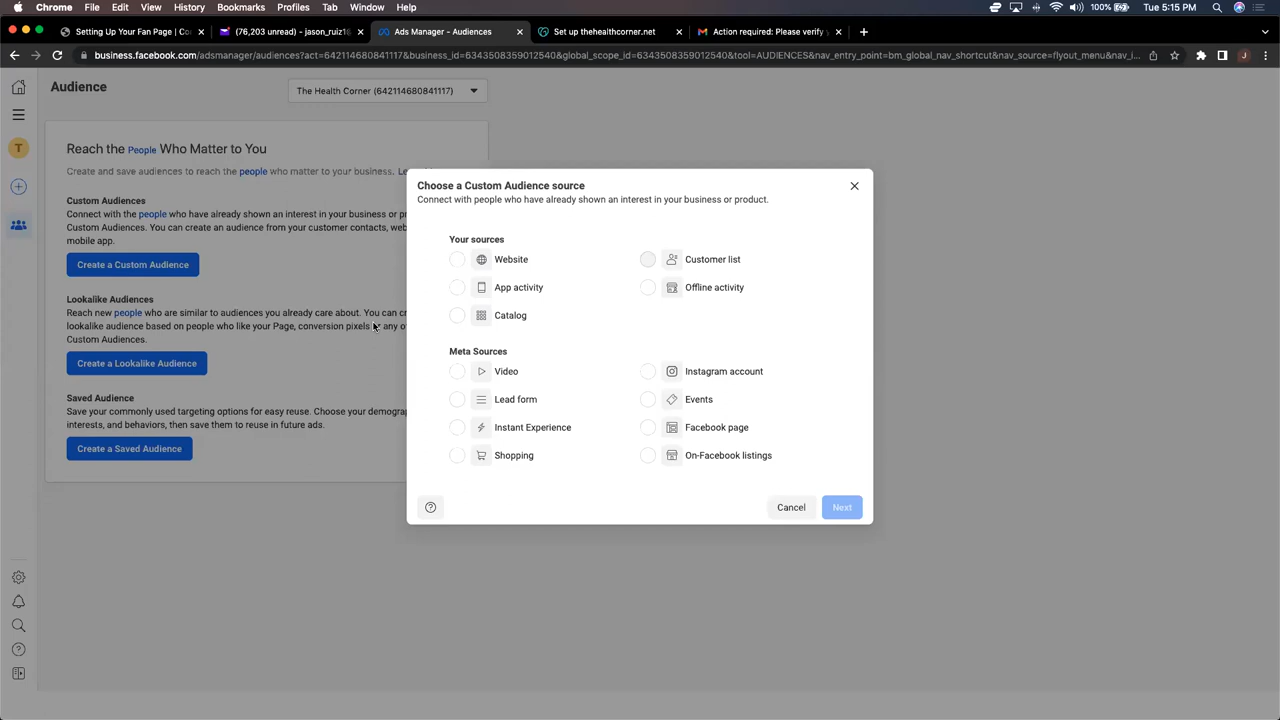 Chrome File Edit View History Bookmarks Profiles Tab Window Help
100% Tue 5:15 PM
Setting Up Your Fan Page | Co
(76,203 unread) - jason_ruiz1
Ads Manager - Audiences
Set up thehealthcorner.net
Action required: Please verify
business.facebook.com/adsmanager/audiences?act=642114680841117&business_id=6343508359012540&global_scope_id=6343508359012540&tool=AUDIENCES&nav_entry_point=bm_global_nav_shortcut&nav_source=flyout_menu&nav_i...
J
Audience
The Health Corner (642114680841117)
T
Reach the People Who Matter to You
Create and save audiences to reach the people who matter to your business.
Custom Audiences
Connect with the people who have already shown an interest in your business or
Custom Audiences. You can create an audience from your customer contacts,
mobile app.
Create a Custom Audience
Lookalike Audiences
Reach new people who are similar to audiences you already care about. You can
lookalike audience based on people who like your Page, conversion pixels
Custom Audiences.
Create a Lookalike Audience
Saved Audience
Save your commonly used targeting options for easy reuse. Choose your
interests, and behaviors, then save them to reuse in future ads.
Create a Saved Audience
Choose a Custom Audience source
Connect with people who have already shown an interest in your business or product.
Your sources
Website
Customer list
App activity
Offline activity
Catalog
Meta Sources
Video
Instagram account
Lead form
Events
Instant Experience
Facebook page
Shopping
On-Facebook listings
Cancel
Next